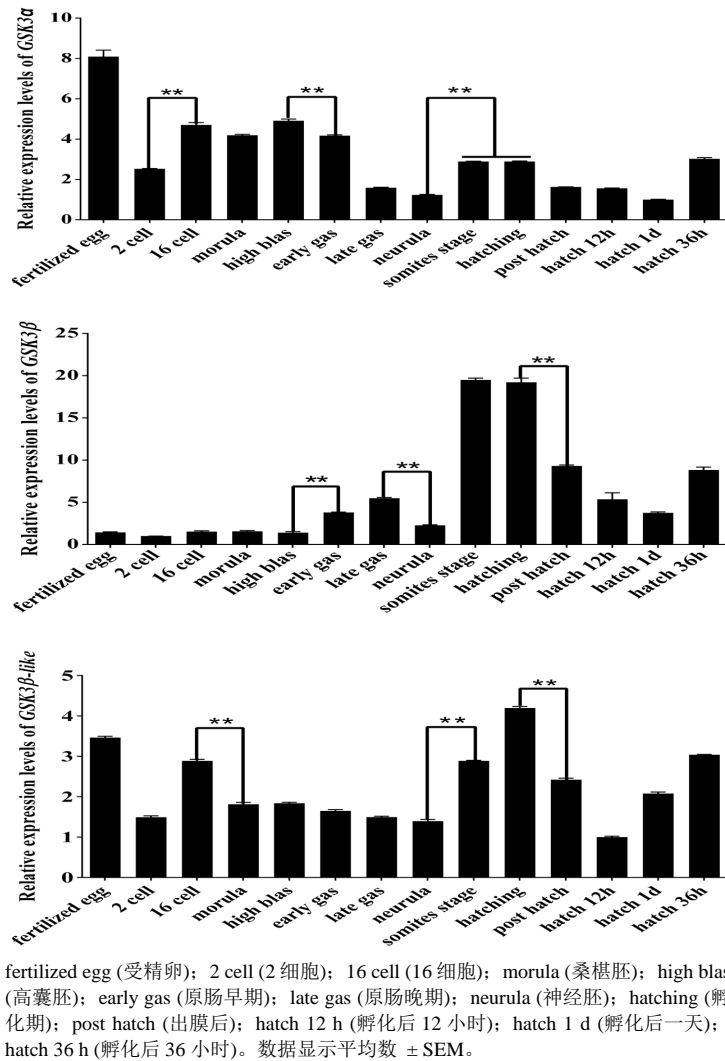 Relative expression levels of GSK3α
10
8
6
4
2
0
**
**
**
fertilized egg
2 cell
16 cell
morula
high blas
early gas
late gas
neurula
somites stage
hatching
post hatch
hatch 12h
hatch 1d
hatch 36h
Relative expression levels of GSK3β
25
20
15
10
5
0
**
**
**
fertilized egg
2 cell
16 cell
morula
high blas
early gas
late gas
neurula
somites stage
hatching
post hatch
hatch 12h
hatch 1d
hatch 36h
Relative expression levels of GSK3β-like
5
4
3
2
1
0
**
**
**
fertilized egg
2 cell
16 cell
morula
high blas
early gas
late gas
neurula
somites stage
hatching
post hatch
hatch 12h
hatch 1d
hatch 36h
fertilized egg (受精卵)；2 cell (2 细胞)；16 cell (16 细胞)；morula (桑椹胚)；high blas
(高囊胚)；early gas (原肠早期)；late gas (原肠晚期)；neurula (神经胚)；hatching (孵
化期)；post hatch (出膜后)；hatch 12 h (孵化后 12 小时)；hatch 1 d (孵化后一天)；
hatch 36 h (孵化后 36 小时)。数据显示平均数 ± SEM。